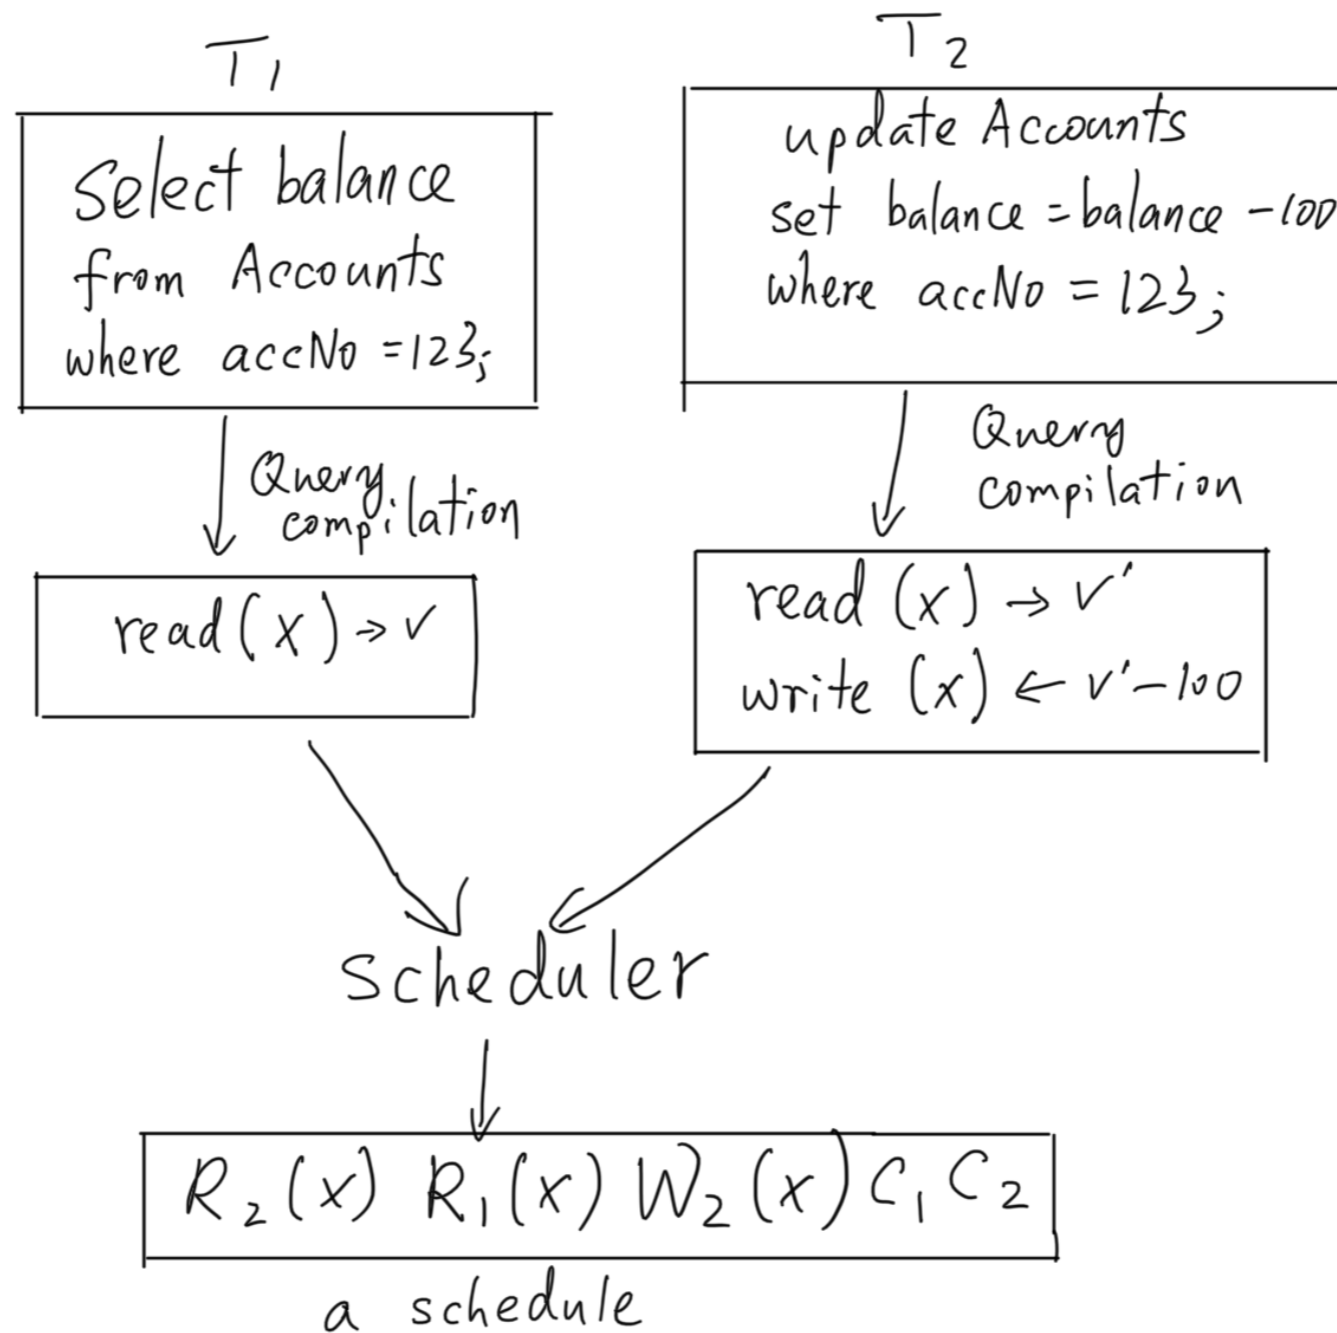 T1
Select balance
from Accounts
where accNo = 123;
Query
compilation
read(x) → v
T2
update Accounts
set balance = balance - 100
where accNo = 123;
Query
compilation
read (x) → v'
write (x) ← v' - 100
scheduler
R2(x) R1(x) W2(x) C1 C2
a schedule